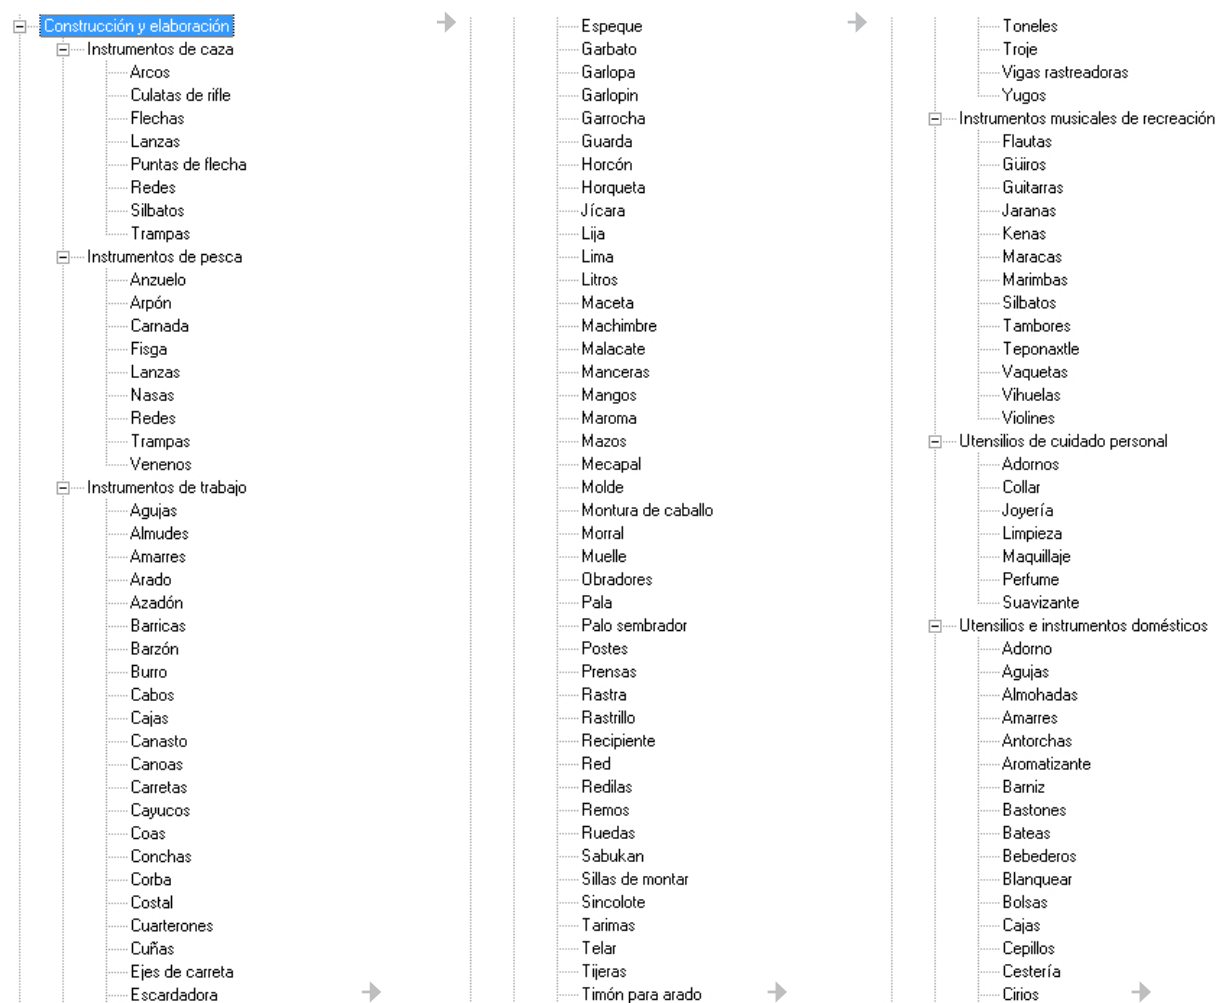 Construcción y elaboración
Instrumentos de caza
Arcos
Culatas de rifle
Flechas
Lanzas
Puntas de flecha
Redes
Silbatos
Trampas
Instrumentos de pesca
Anzuelo
Arpón
Carnada
Fisga
Lanzas
Nasas
Redes
Trampas
Venenos
Instrumentos de trabajo
Agujas
Almudes
Amarres
Arado
Azadón
Barricas
Barzón
Burro
Cabos
Cajas
Canasto
Canoas
Carretas
Cayucos
Coas
Conchas
Corba
Costal
Cuarterones
Cuñas
Ejes de carreta
Escardadora
Espeque
Garbato
Garlopa
Garlopin
Garrocha
Guarda
Horcón
Horqueta
Jícara
Lija
Lima
Litros
Maceta
Machimbre
Malacate
Manceras
Mangos
Maroma
Mazos
Mecapal
Molde
Montura de caballo
Morral
Muelle
Obradores
Pala
Palo sembrador
Postes
Prensas
Rastra
Rastrillo
Recipiente
Red
Redilas
Remos
Ruedas
Sabukan
Sillas de montar
Sincolote
Tarimas
Telar
Tijeras
Timón para arado
Toneles
Troje
Vigas rastreadoras
Yugos
Instrumentos musicales de recreación
Flautas
Güiros
Guitarras
Jaranas
Kenas
Maracas
Marimbas
Silbatos
Tambores
Teponaxtle
Vaquetas
Vihuelas
Violines
Utensilios de cuidado personal
Adornos
Collar
Joyería
Limpieza
Maquillaje
Perfume
Suavizante
Utensilios e instrumentos domésticos
Adorno
Agujas
Almohadas
Amarres
Antorchas
Aromatizante
Barniz
Bastones
Bateas
Bebederos
Blanquear
Bolsas
Cajas
Cepillos
Cestería
Cirios